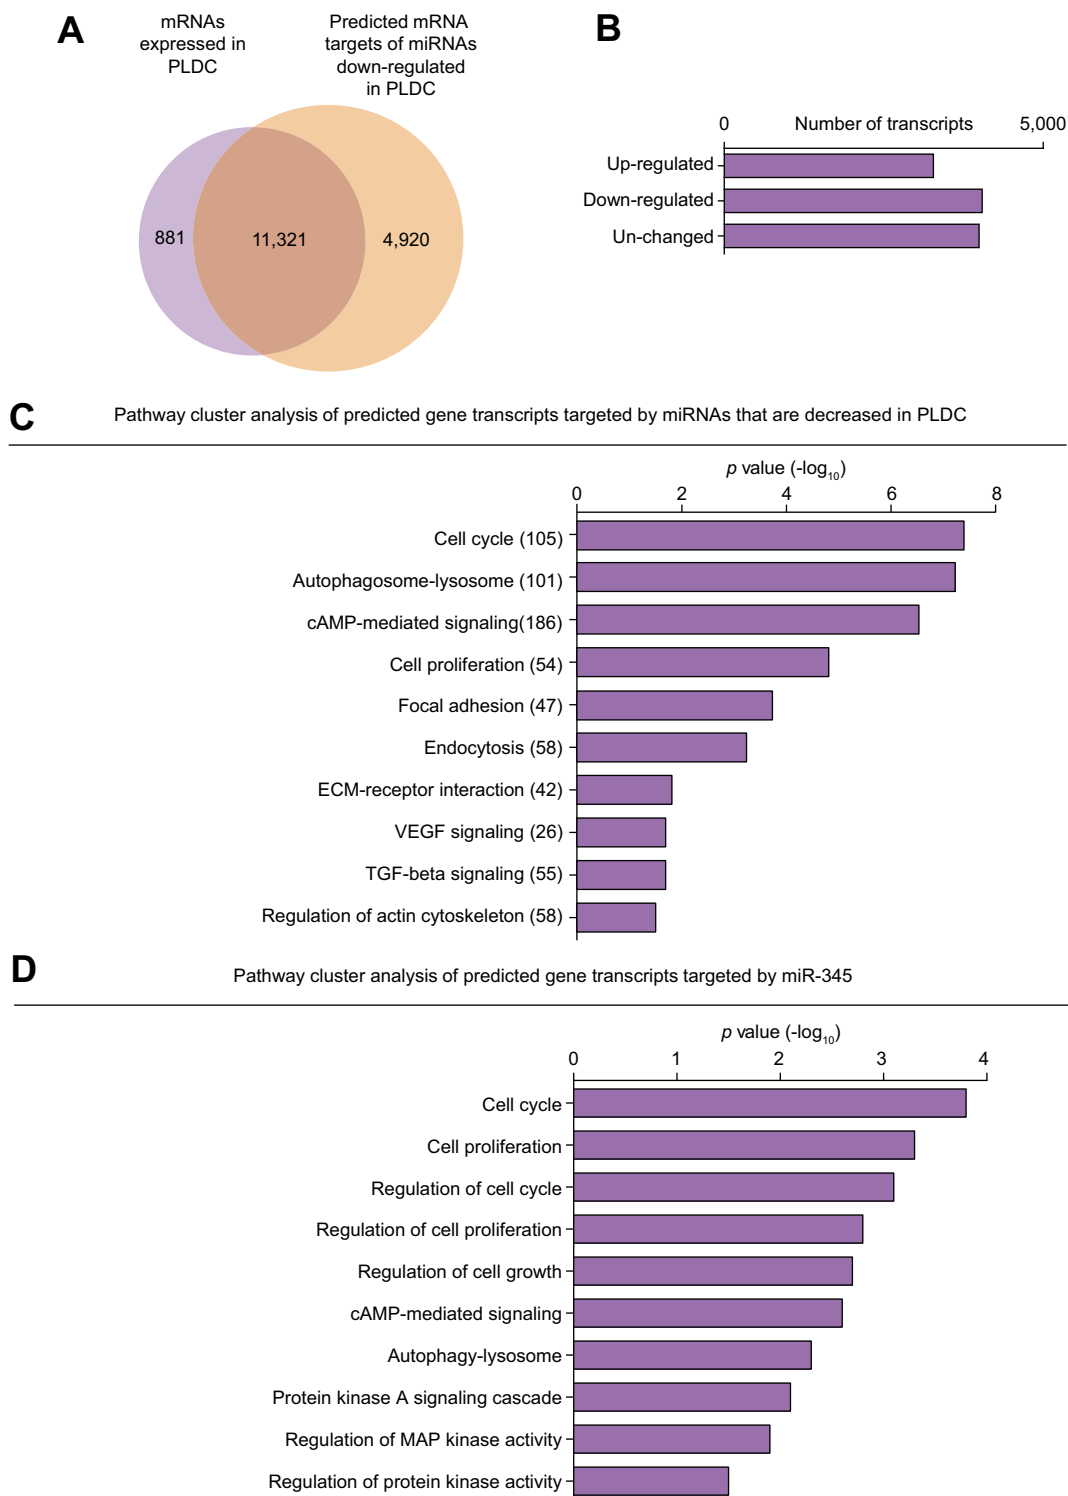 A
mRNAs
expressed in
PLDC
Predicted mRNA
targets of miRNAs
down-regulated
in PLDC
881
11,321
4,920
B
0
Number of transcripts
5,000
Up-regulated
Down-regulated
Un-changed
C
Pathway cluster analysis of predicted gene transcripts targeted by miRNAs that are decreased in PLDC
p value (-log10)
0 2 4 6 8
Cell cycle (105)
Autophagosome-lysosome (101)
cAMP-mediated signaling(186)
Cell proliferation (54)
Focal adhesion (47)
Endocytosis (58)
ECM-receptor interaction (42)
VEGF signaling (26)
TGF-beta signaling (55)
Regulation of actin cytoskeleton (58)
D
Pathway cluster analysis of predicted gene transcripts targeted by miR-345
p value (-log10)
0 1 2 3 4
Cell cycle
Cell proliferation
Regulation of cell cycle
Regulation of cell proliferation
Regulation of cell growth
cAMP-mediated signaling
Autophagy-lysosome
Protein kinase A signaling cascade
Regulation of MAP kinase activity
Regulation of protein kinase activity